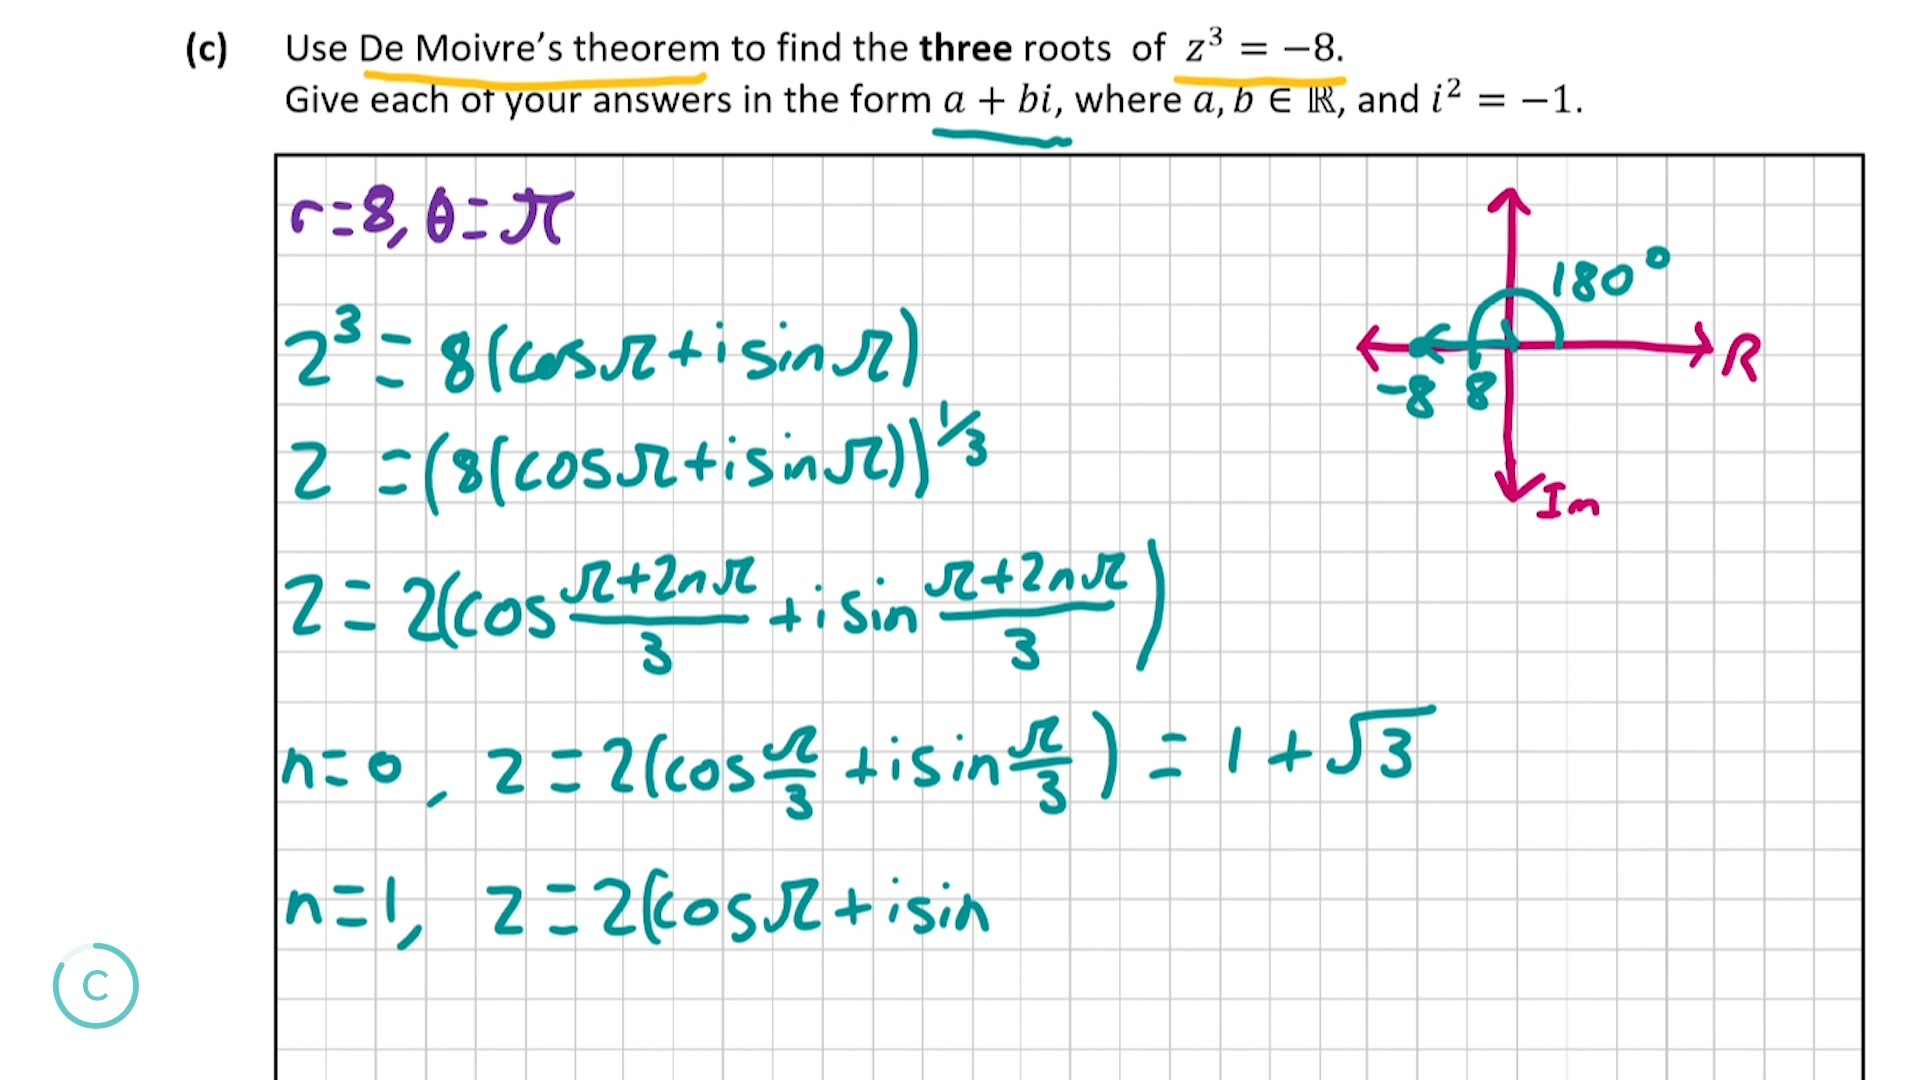 (c) Use De Moivre’s theorem to find the three roots of z³ = −8.
Give each of your answers in the form a + bi, where a, b ∈ ℝ, and i² = −1.
r=8, θ=π
180°
z³ = 8(cosπ+isinπ)
R
-8 8
z = (8(cosπ+isinπ))^1/3
Im
z = 2(cos (π+2nπ)/3 + i sin (π+2nπ)/3)
n=0, z = 2(cos π/3 + isin π/3) = 1+√3
n=1, z = 2(cosπ + isin
C